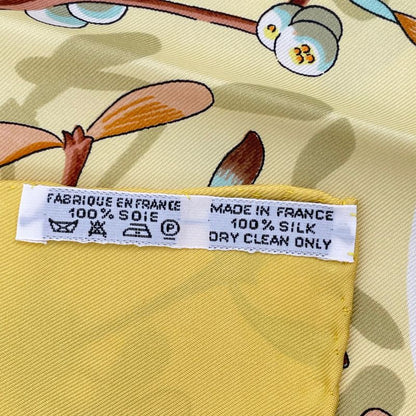 FABRIQUE EN FRANCE
100% SOIE
MADE IN FRANCE
100% SILK
DRY CLEAN ONLY